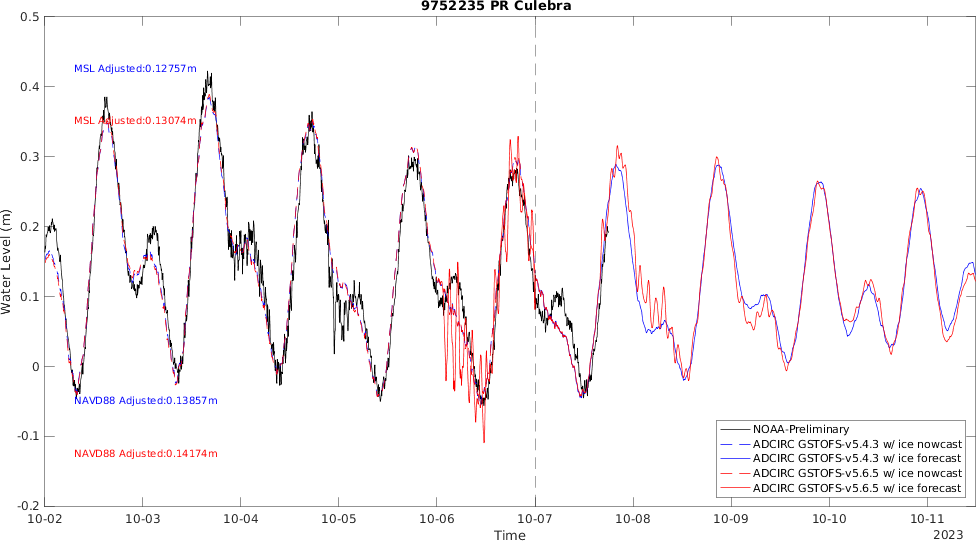 9752235 PR Culebra
0.5
MSL Adjusted:0.12757m
0.4
MSL Adjusted:0.13074m
0.3
0.2
Water Level (m)
0.1
0
NAVD88 Adjusted:0.13857m
-0.1
NAVD88 Adjusted:0.14174m
NOAA-Preliminary
ADCIRC GSTOFS-v5.4.3 w/ ice nowcast
ADCIRC GSTOFS-v5.4.3 w/ ice forecast
ADCIRC GSTOFS-v5.6.5 w/ ice nowcast
ADCIRC GSTOFS-v5.6.5 w/ ice forecast
-0.2
10-02 10-03 10-04 10-05 10-06 10-07 10-08 10-09 10-10 10-11
Time
2023